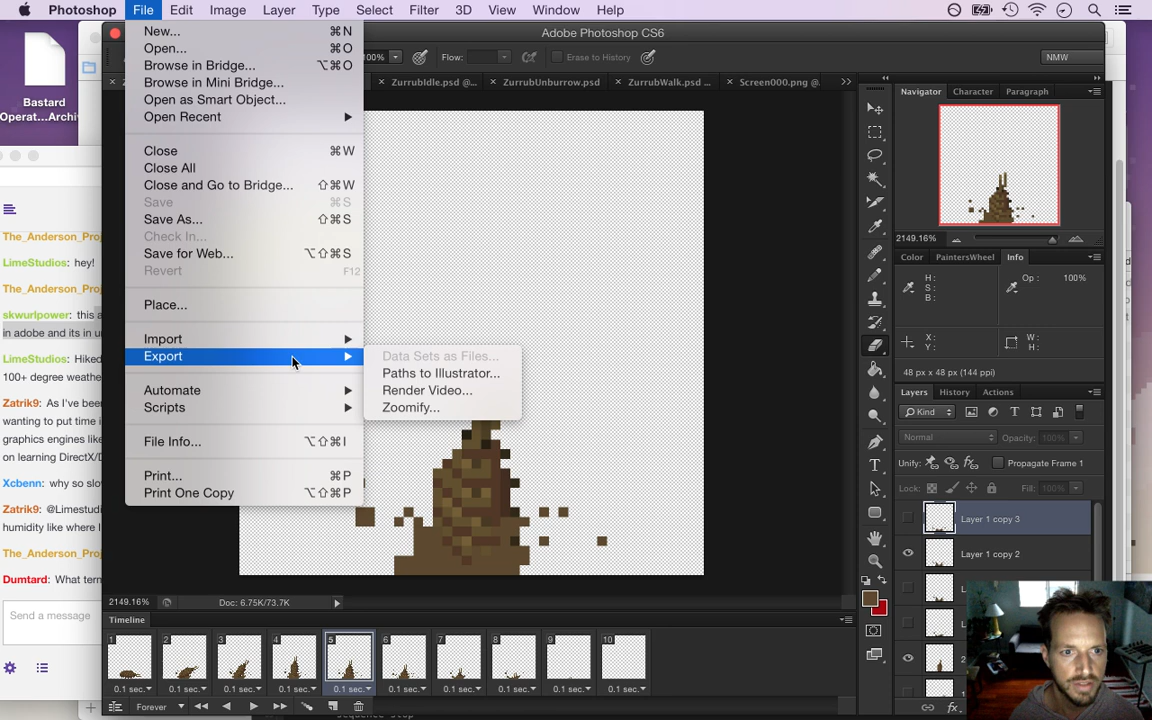 Photoshop File Edit Image Layer Type Select Filter 3D View Window Help
Adobe Photoshop CS6
100% Flow: Erase to History NMW
ZurrubIdle.psd @... ZurrubUnburrow.psd ZurrubWalk.psd ... Screen000.png @
New... ⌘N
Open... ⌘O
Browse in Bridge... ⌥⌘O
Browse in Mini Bridge...
Open as Smart Object...
Open Recent
Close ⌘W
Close All
Close and Go to Bridge... ⇧⌘W
Save ⌘S
Save As... ⇧⌘S
Check In...
Save for Web... ⌥⇧⌘S
Revert F12
Place...
Import
Export
Automate
Scripts
File Info... ⌥⇧⌘I
Print... ⌘P
Print One Copy ⌥⇧⌘P
Data Sets as Files...
Paths to Illustrator...
Render Video...
Zoomify...
Bastard
Operat...Archiv
The_Anderson_Proj
LimeStudios: hey!
The_Anderson_Proj
skwurlpower: this a
in adobe and its in u
LimeStudios: Hiked
100+ degree weathe
Zatrik9: As I've been
wanting to put time i
graphics engines like
on learning DirectX/D
Xcbenn: why so slo
Zatrik9: @Limestudi
humidity like where I
The_Anderson_Proj
Dumtard: What term
Send a message
Navigator Character Paragraph
2149.16%
Color PaintersWheel Info
H:
S:
B:
Op: 100%
X:
Y:
W:
H:
48 px x 48 px (144 ppi)
Layers History Actions
Kind
Normal Opacity: 100%
Unify: Propagate Frame 1
Lock: Fill: 100%
Layer 1 copy 3
Layer 1 copy 2
L
L
2
1
2149.16% Doc: 6.75K/73.7K
Timeline
1 2 3 4 5 6 7 8 9 10
0.1 sec. 0.1 sec. 0.1 sec. 0.1 sec. 0.1 sec. 0.1 sec. 0.1 sec. 0.1 sec. 0.1 sec. 0.1 sec.
Forever